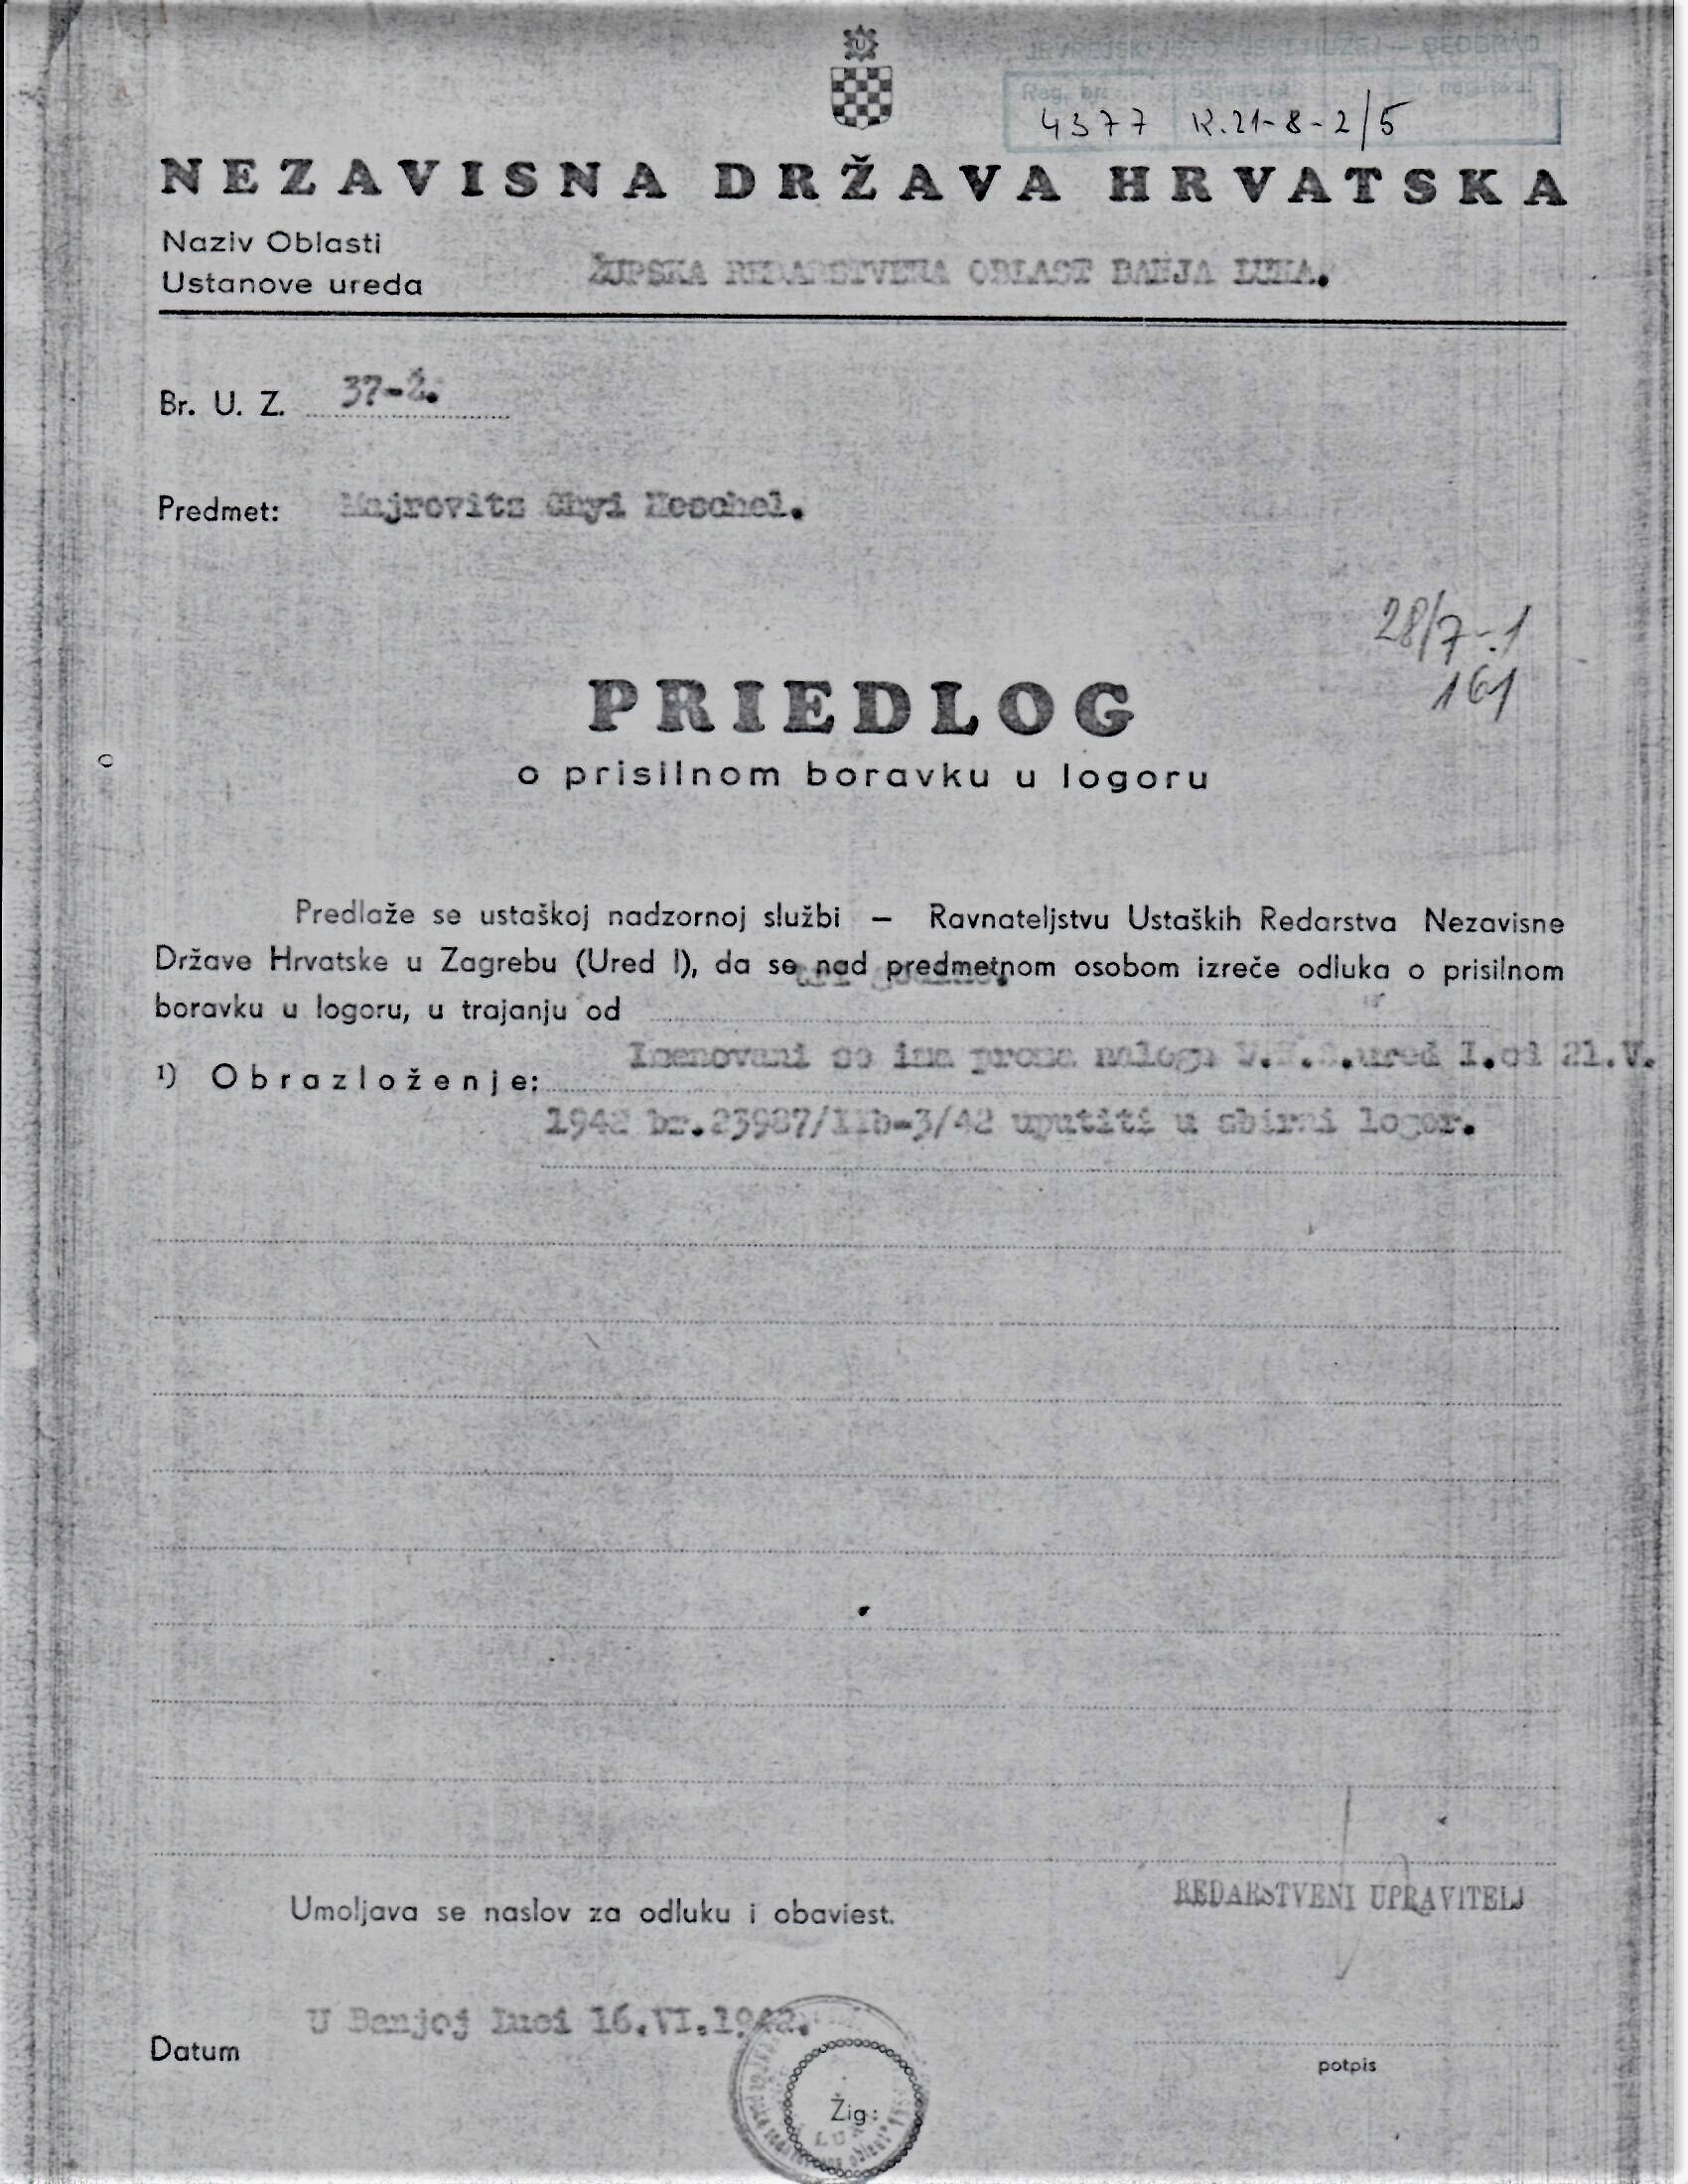 JEVREJSKI ISTORIJSKI MUZEJ — BEOGRAD
Reg. br.
4377 K.21-8-2/5
NEZAVISNA DRŽAVA HRVATSKA
Naziv Oblasti
Ustanove ureda
ŽUPSKA REDARSTVENA OBLAST BANJA LUKA.
Br. U. Z. 37-2.
Predmet: Majrovits Chyi Heschel.
28/7-1
161
PRIEDLOG
o prisilnom boravku u logoru
Predlaže se ustaškoj nadzornoj službi — Ravnateljstvu Ustaških Redarstva Nezavisne
Države Hrvatske u Zagrebu (Ured I), da se nad predmetnom osobom izreče odluka o prisilnom
boravku u logoru, u trajanju od tri godine.
¹) Obrazloženje: Imenovani se ima prema nalogu ured I.od 21.V.
1942 br.23987/IIb-3/42 uputiti u sbirni logor.
Umoljava se naslov za odluku i obaviest.
REDARSTVENI UPRAVITELJ
U Banjoj Luci 16.VI.1942.
Datum
potpis
Žig: